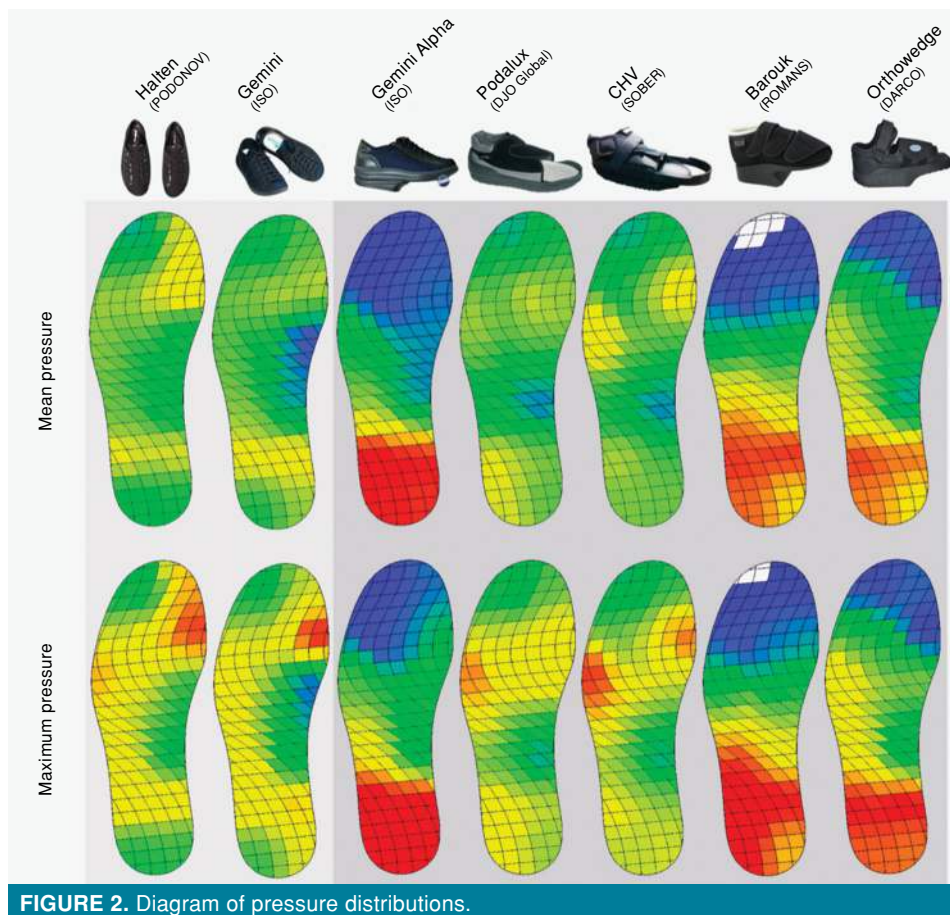 Halten
(PODONOV)
Gemini
(ISO)
Gemini Alpha
(ISO)
Podalux
(DJO Global)
CHV
(SOBER)
Barouk
(ROMANS)
Orthowedge
(DARCO)
Mean pressure
Maximum pressure
FIGURE 2. Diagram of pressure distributions.